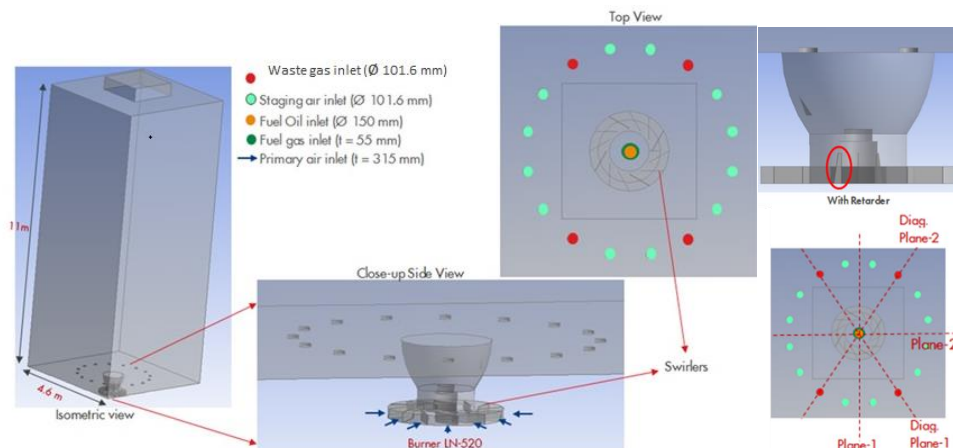 Top View
Waste gas inlet (Ø 101.6 mm)
Staging air inlet (Ø 101.6 mm)
Fuel Oil inlet (Ø 150 mm)
Fuel gas inlet (t = 55 mm)
Primary air inlet (t = 315 mm)
11m
4.6 m
Isometric view
Close-up Side View
Swirlers
Burner LN-520
With Retarder
Diag.
Plane-2
Plane-2
Diag.
Plane-1
Plane-1